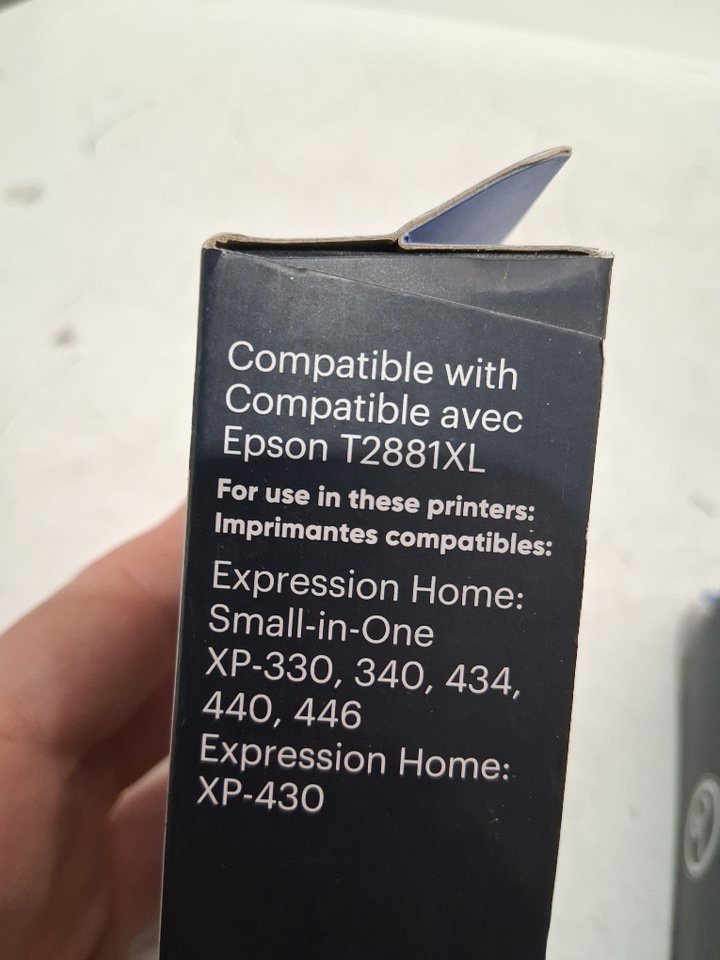 Compatible with
Compatible avec
Epson T2881XL
For use in these printers:
Imprimantes compatibles:
Expression Home:
Small-in-One
XP-330, 340, 434,
440, 446
Expression Home:
XP-430